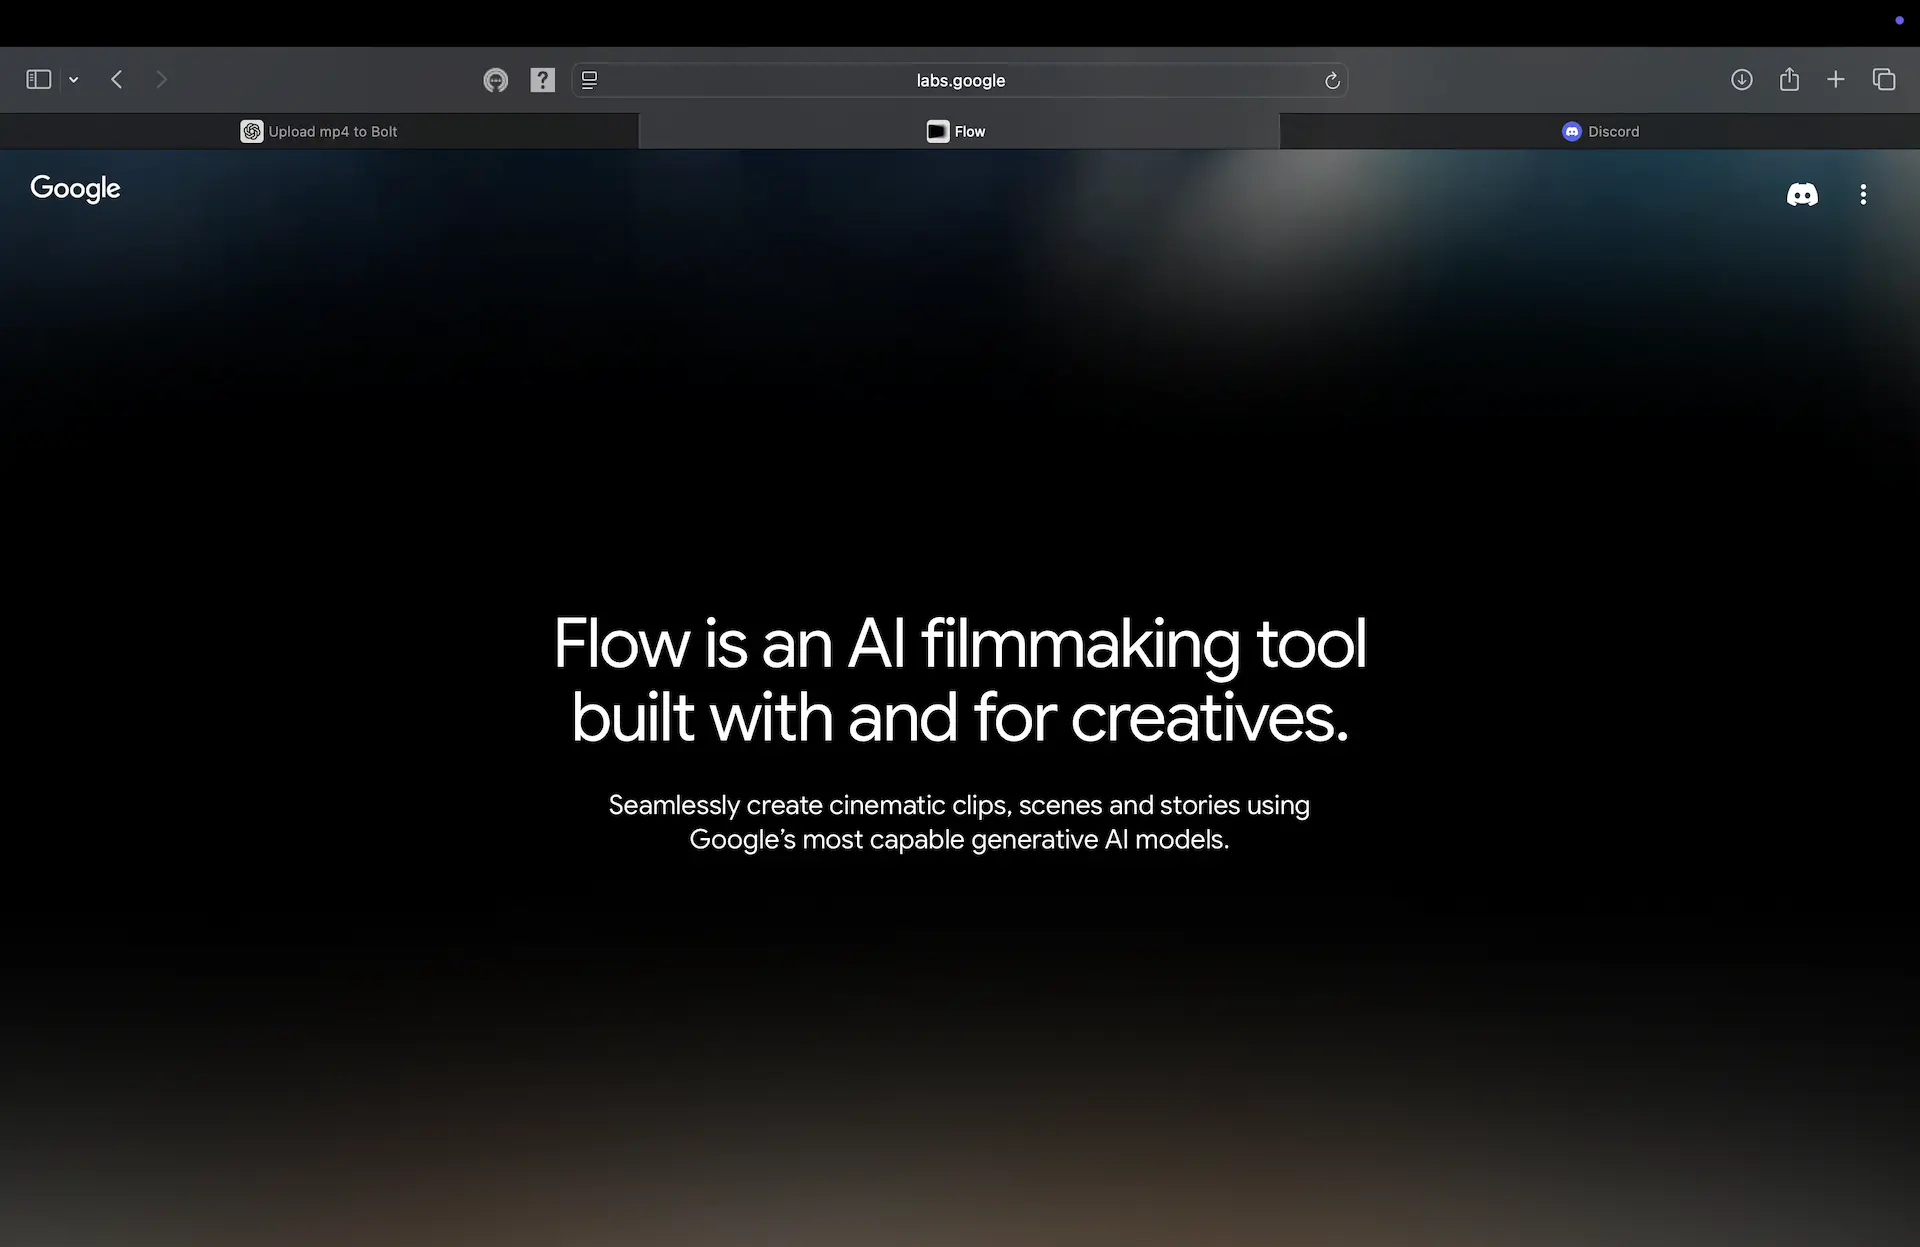 labs.google
Upload mp4 to Bolt
Flow
Discord
Google
Flow is an AI filmmaking tool
built with and for creatives.
Seamlessly create cinematic clips, scenes and stories using
Google’s most capable generative AI models.